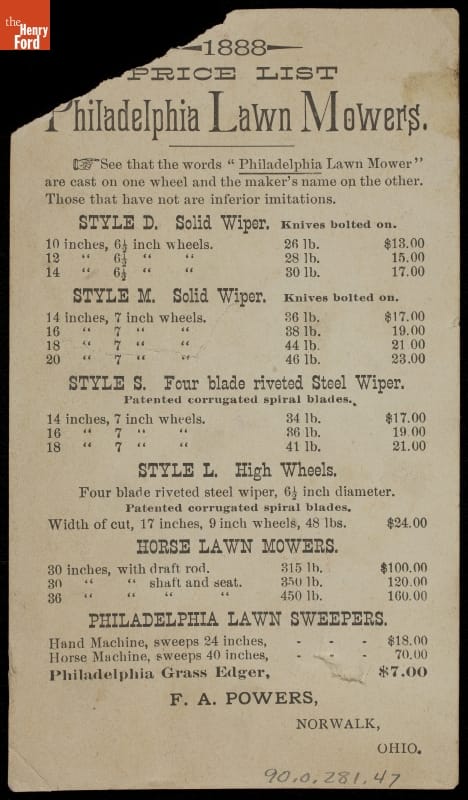 the
Henry
Ford
1888
PRICE LIST
Philadelphia Lawn Mowers.
☞See that the words “ Philadelphia Lawn Mower”
are cast on one wheel and the maker's name on the other.
Those that have not are inferior imitations.
STYLE D. Solid Wiper. Knives bolted on.
10 inches, 6½ inch wheels. 26 lb. $13.00
12 “ 6½ “ “ 28 lb. 15.00
14 “ 6½ “ “ 30 lb. 17.00
STYLE M. Solid Wiper. Knives bolted on.
14 inches, 7 inch wheels. 36 lb. $17.00
16 “ 7 “ “ 38 lb. 19.00
18 “ 7 “ “ 44 lb. 21 00
20 “ 7 “ “ 46 lb. 23.00
STYLE S. Four blade riveted Steel Wiper.
Patented corrugated spiral blades.
14 inches, 7 inch wheels. 34 lb. $17.00
16 “ 7 “ “ 36 lb. 19.00
18 “ 7 “ “ 41 lb. 21.00
STYLE L. High Wheels.
Four blade riveted steel wiper, 6½ inch diameter.
Patented corrugated spiral blades.
Width of cut, 17 inches, 9 inch wheels, 48 lbs. $24.00
HORSE LAWN MOWERS.
30 inches, with draft rod. 315 lb. $100.00
30 “ “ shaft and seat. 350 lb. 120.00
36 “ “ “ “ 450 lb. 160.00
PHILADELPHIA LAWN SWEEPERS.
Hand Machine, sweeps 24 inches, - - - $18.00
Horse Machine, sweeps 40 inches, - - - 70.00
Philadelphia Grass Edger, $7.00
F. A. POWERS,
NORWALK,
OHIO.
90.0.281.47